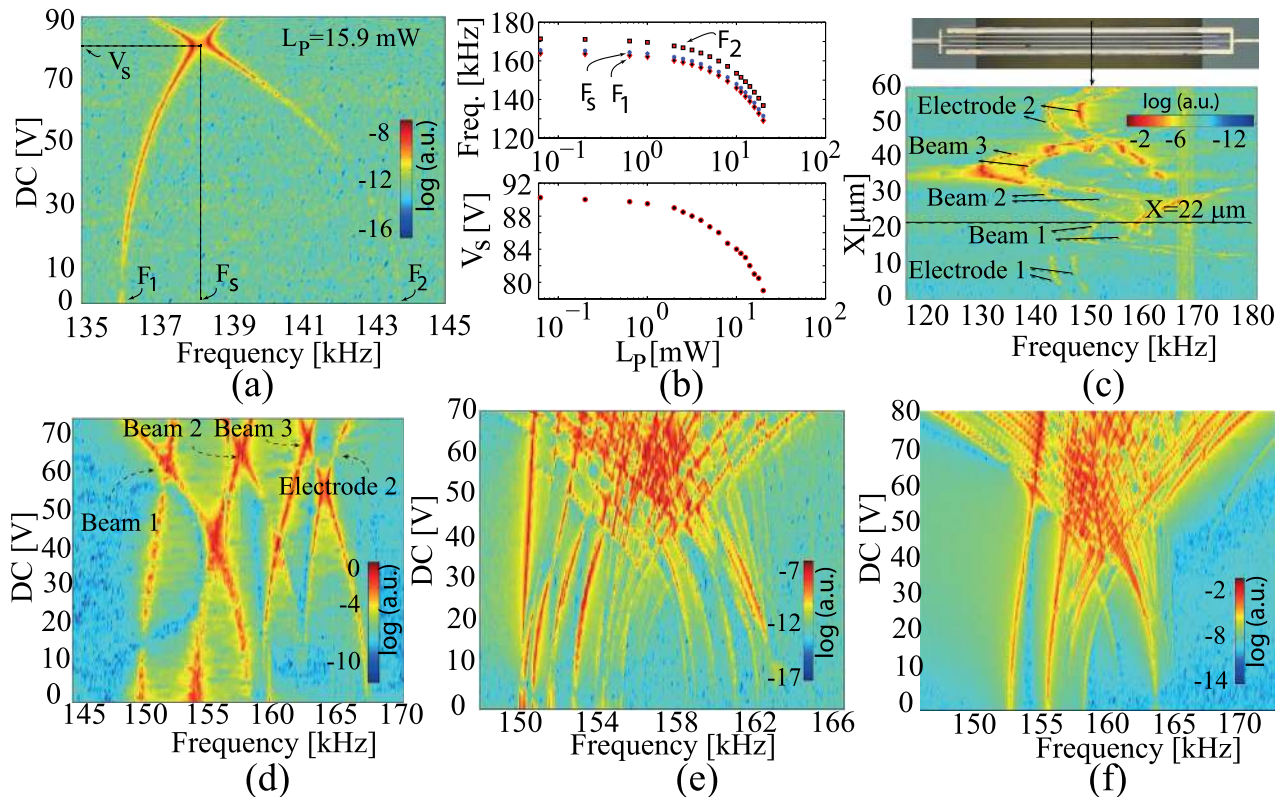 90
70
50
30
10
0
DC [V]
L_P=15.9 mW
V_S
-8
-12
-16
log (a.u.)
F_1
F_S
F_2
135
137
139
141
145
Frequency [kHz]
(a)
180
160
140
120
Freq. [kHz]
F_2
F_S
F_1
10^-1
10^0
10^1
10^2
92
88
84
80
V_S [V]
10^-1
10^0
10^1
10^2
L_P[mW]
(b)
60
50
40
30
20
10
0
X[μm]
Electrode 2
log (a.u.)
-2
-6
-12
Beam 3
Beam 2
X=22 μm
Beam 1
Electrode 1
120
130
140
150
160
170
180
Frequency [kHz]
(c)
70
60
50
40
30
20
10
0
DC [V]
Beam 2
Beam 3
Electrode 2
Beam 1
0
-4
-10
log (a.u.)
145
150
155
160
165
170
Frequency [kHz]
(d)
70
60
50
40
30
20
10
0
DC [V]
-7
-12
-17
log (a.u.)
150
154
158
162
166
Frequency [kHz]
(e)
80
70
60
50
40
30
20
10
0
DC [V]
-2
-8
-14
log (a.u.)
150
155
160
165
170
Frequency [kHz]
(f)